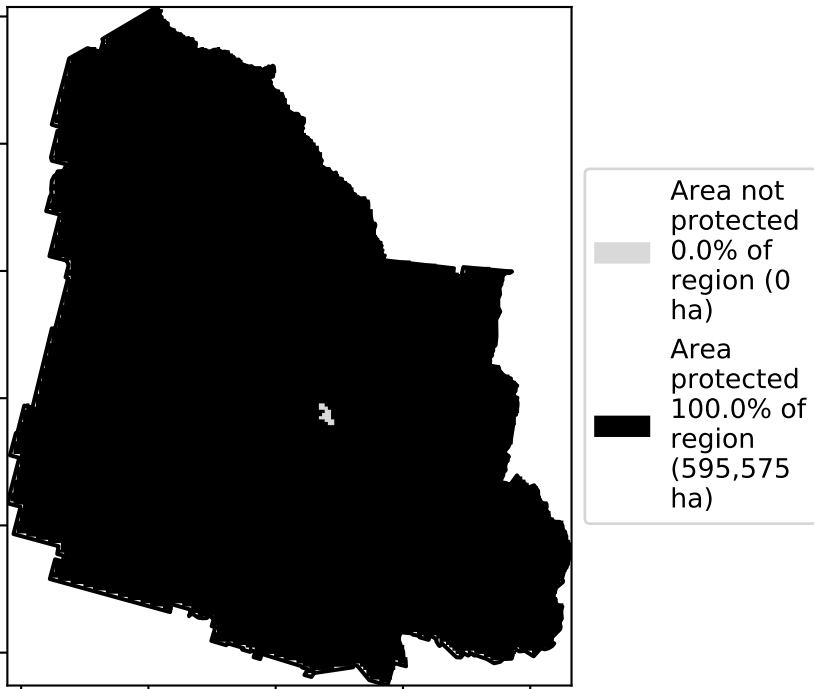 Area not
protected
0.0% of
region (0
ha)
Area
protected
100.0% of
region
(595,575
ha)